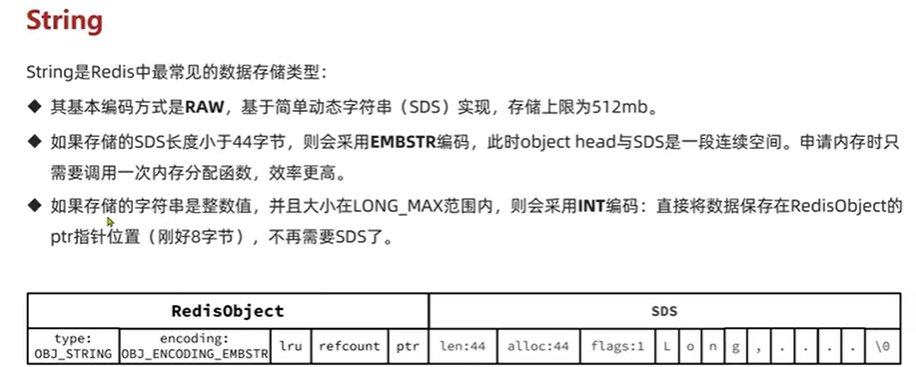 String
String是Redis中最常见的数据存储类型：
◆ 其基本编码方式是RAW，基于简单动态字符串（SDS）实现，存储上限为512mb。
◆ 如果存储的SDS长度小于44字节，则会采用EMBSTR编码，此时object head与SDS是一段连续空间。申请内存时只
需要调用一次内存分配函数，效率更高。
◆ 如果存储的字符串是整数值，并且大小在LONG_MAX范围内，则会采用INT编码：直接将数据保存在RedisObject的
ptr指针位置（刚好8字节），不再需要SDS了。
RedisObject SDS
type: encoding:
OBJ_STRING OBJ_ENCODING_EMBSTR lru refcount ptr len:44 alloc:44 flags:1 L o n g , . . . . \0